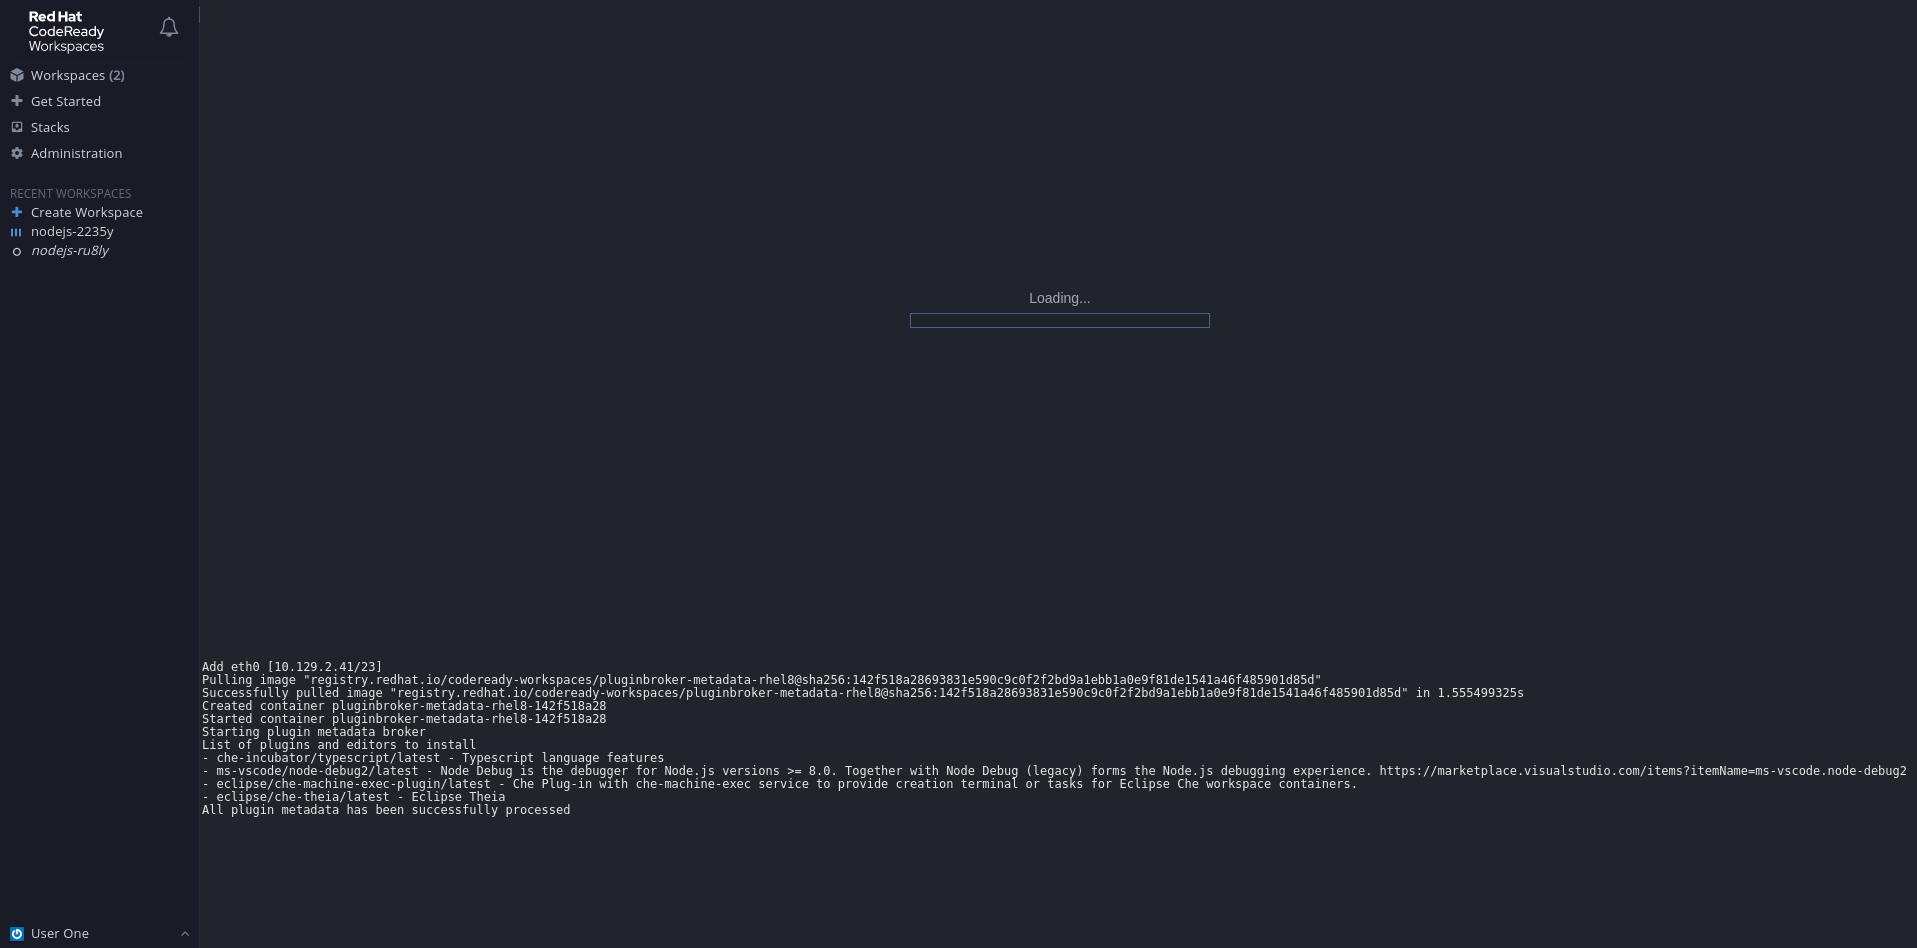 Red Hat
CodeReady
Workspaces
Workspaces (2)
Get Started
Stacks
Administration
RECENT WORKSPACES
Create Workspace
nodejs-2235y
nodejs-ru8ly
Loading...
Add eth0 [10.129.2.41/23]
Pulling image "registry.redhat.io/codeready-workspaces/pluginbroker-metadata-rhel8@sha256:142f518a28693831e590c9c0f2f2bd9a1ebb1a0e9f81de1541a46f485901d85d"
Successfully pulled image "registry.redhat.io/codeready-workspaces/pluginbroker-metadata-rhel8@sha256:142f518a28693831e590c9c0f2f2bd9a1ebb1a0e9f81de1541a46f485901d85d" in 1.555499325s
Created container pluginbroker-metadata-rhel8-142f518a28
Started container pluginbroker-metadata-rhel8-142f518a28
Starting plugin metadata broker
List of plugins and editors to install
- che-incubator/typescript/latest - Typescript language features
- ms-vscode/node-debug2/latest - Node Debug is the debugger for Node.js versions >= 8.0. Together with Node Debug (legacy) forms the Node.js debugging experience. https://marketplace.visualstudio.com/items?itemName=ms-vscode.node-debug2
- eclipse/che-machine-exec-plugin/latest - Che Plug-in with che-machine-exec service to provide creation terminal or tasks for Eclipse Che workspace containers.
- eclipse/che-theia/latest - Eclipse Theia
All plugin metadata has been successfully processed
User One